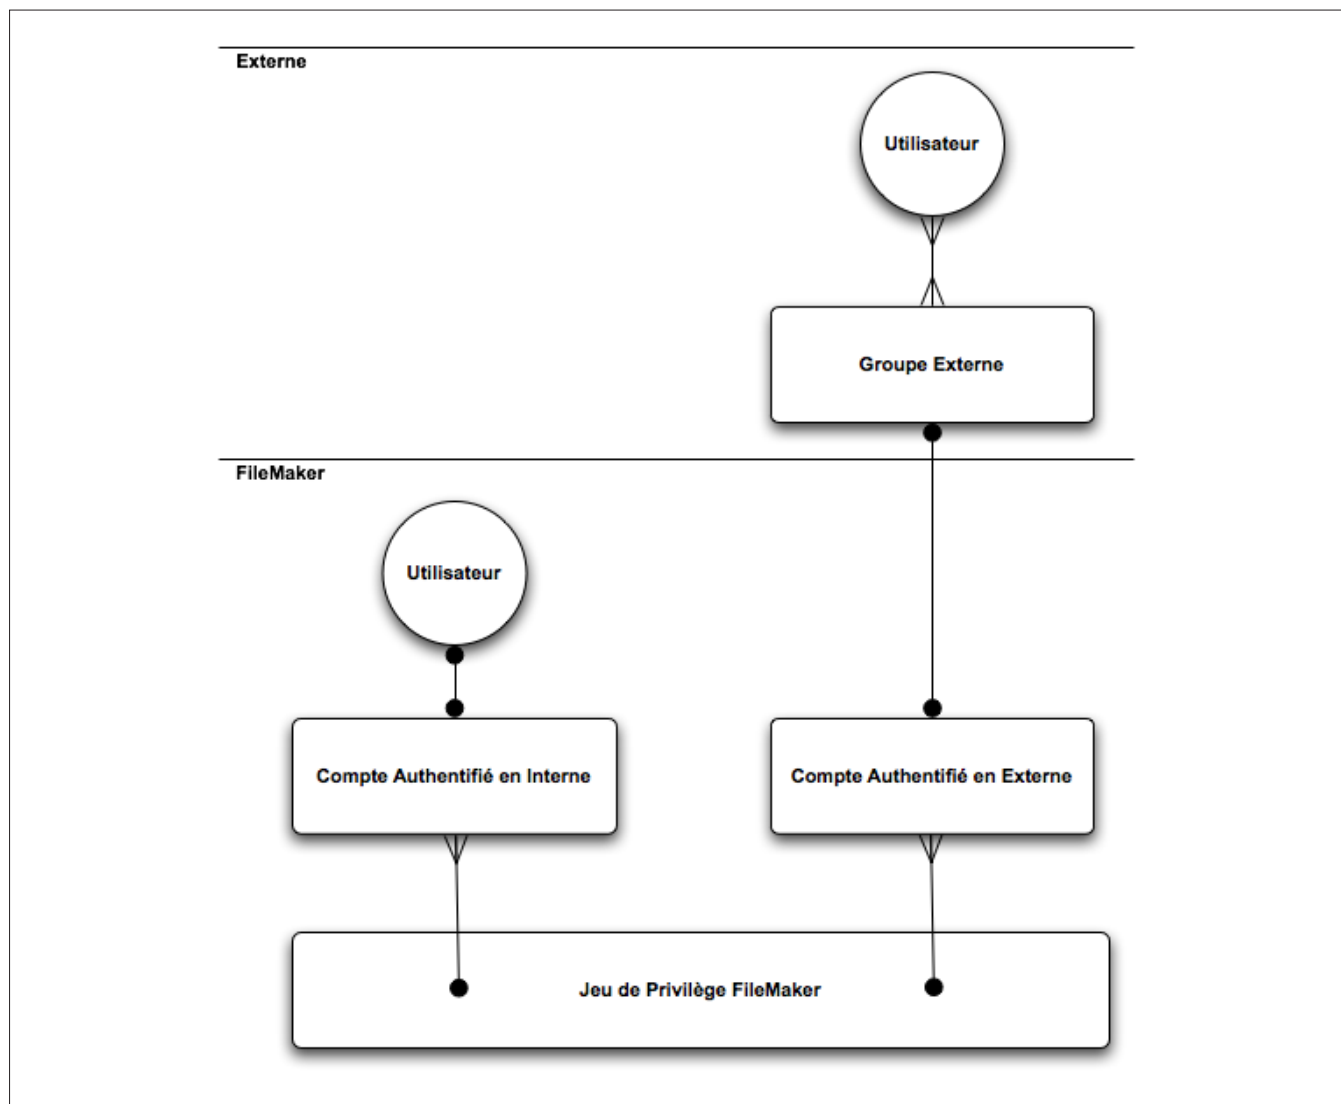 Externe
Utilisateur
Groupe Externe
FileMaker
Utilisateur
Compte Authentifié en Interne
Compte Authentifié en Externe
Jeu de Privilège FileMaker